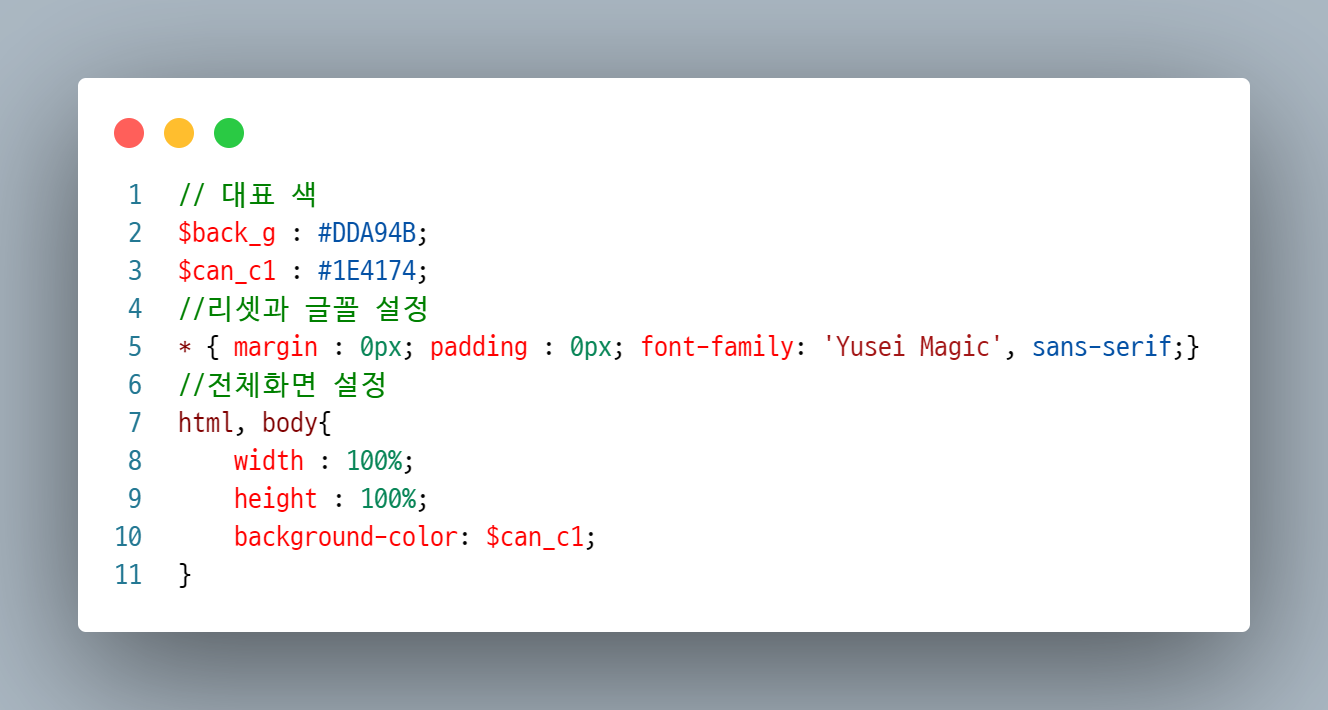 1 // 대표 색
2 $back_g : #DDA94B;
3 $can_c1 : #1E4174;
4 //리셋과 글꼴 설정
5 * { margin : 0px; padding : 0px; font-family: 'Yusei Magic', sans-serif;}
6 //전체화면 설정
7 html, body{
8     width : 100%;
9     height : 100%;
10     background-color: $can_c1;
11 }